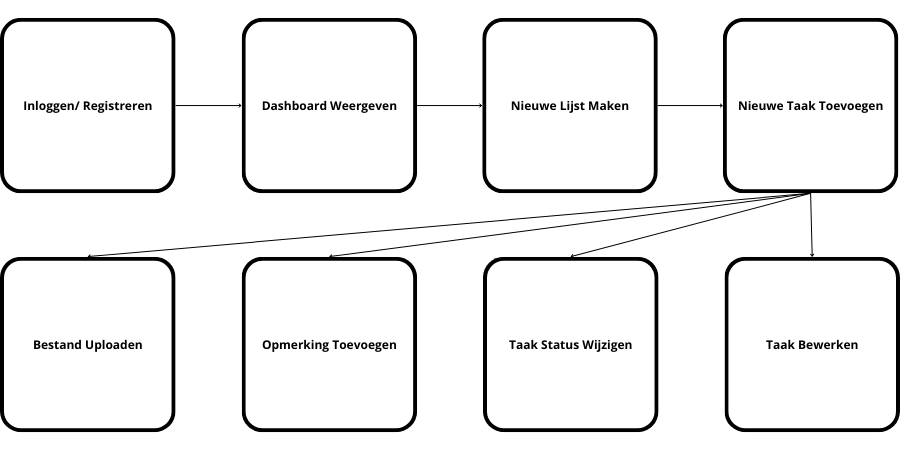 Inloggen/ Registreren
Dashboard Weergeven
Nieuwe Lijst Maken
Nieuwe Taak Toevoegen
Bestand Uploaden
Opmerking Toevoegen
Taak Status Wijzigen
Taak Bewerken